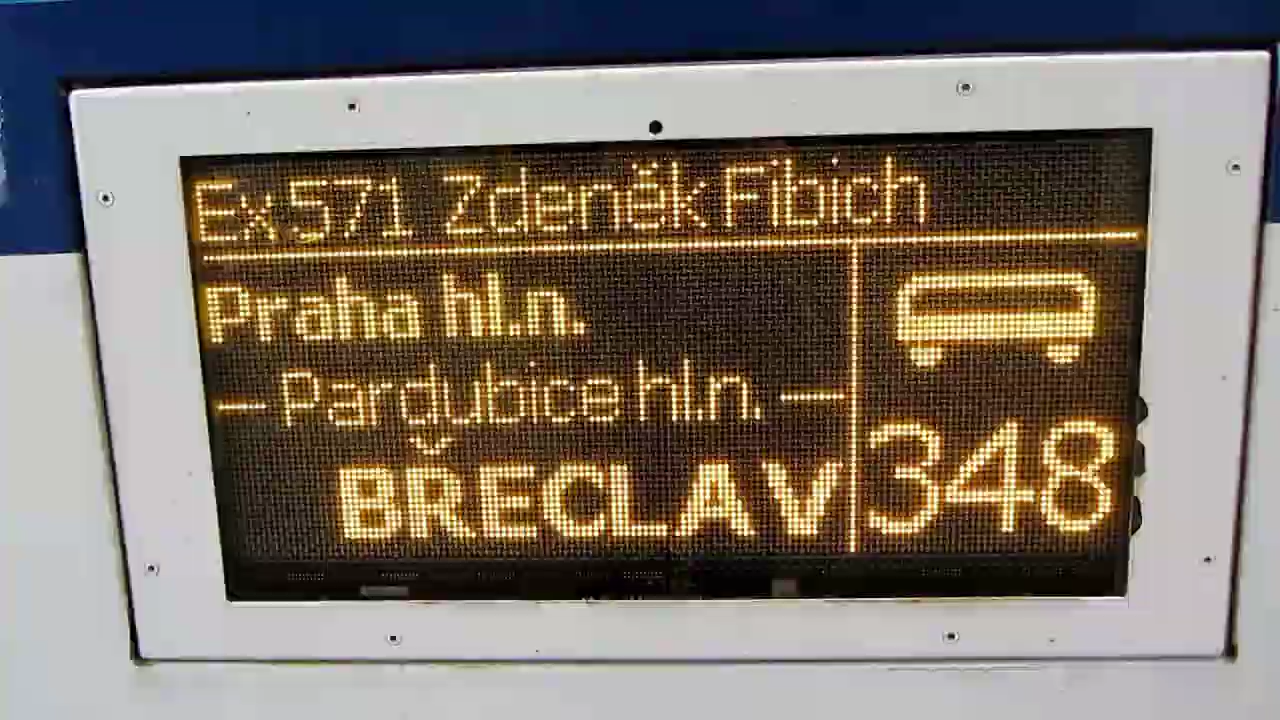 Ex 571 Zdeněk Fibich
Praha hl.n.
– Pardubice hl.n. –
BŘECLAV
348